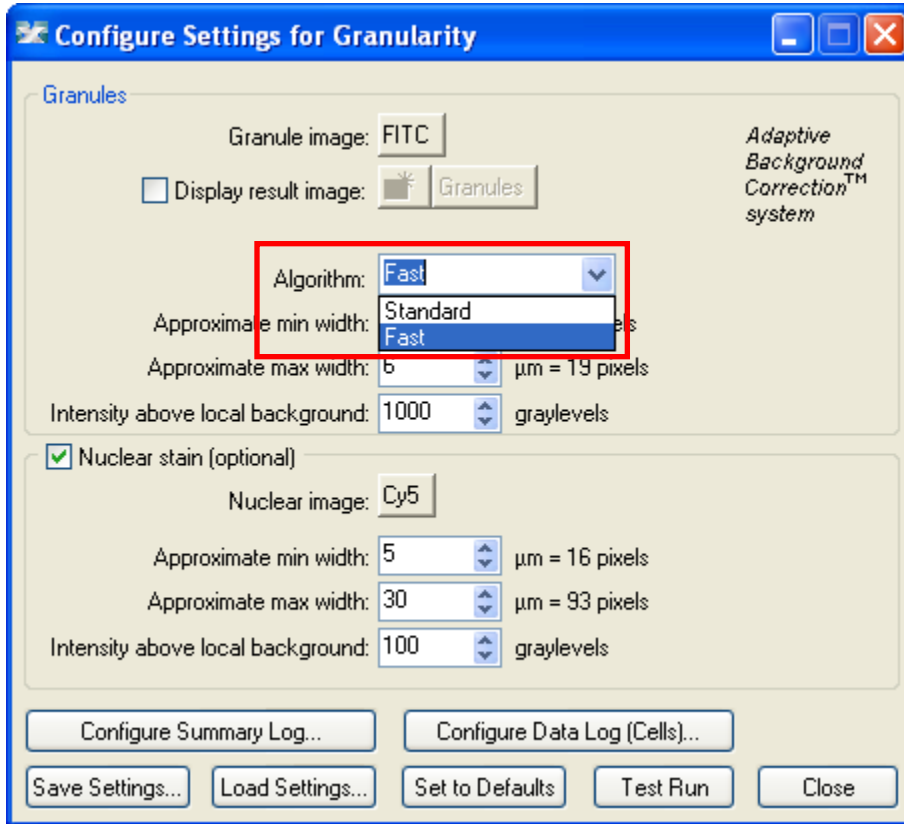 Configure Settings for Granularity
Granules
Granule image: FITC
Adaptive
Background
Correction™
system
Display result image: Granules
Algorithm: Fast
Standard
Fast
Approximate min width:
Approximate max width: 6 µm = 19 pixels
Intensity above local background: 1000 graylevels
Nuclear stain (optional)
Nuclear image: Cy5
Approximate min width: 5 µm = 16 pixels
Approximate max width: 30 µm = 93 pixels
Intensity above local background: 100 graylevels
Configure Summary Log... Configure Data Log (Cells)...
Save Settings... Load Settings... Set to Defaults Test Run Close